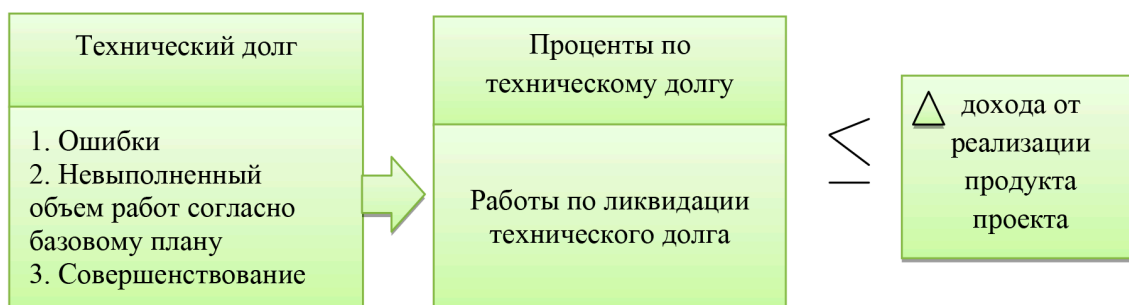 Технический долг
1. Ошибки
2. Невыполненный
объем работ согласно
базовому плану
3. Совершенствование
Проценты по
техническому долгу
Работы по ликвидации
технического долга
≤
△ дохода от
реализации
продукта
проекта